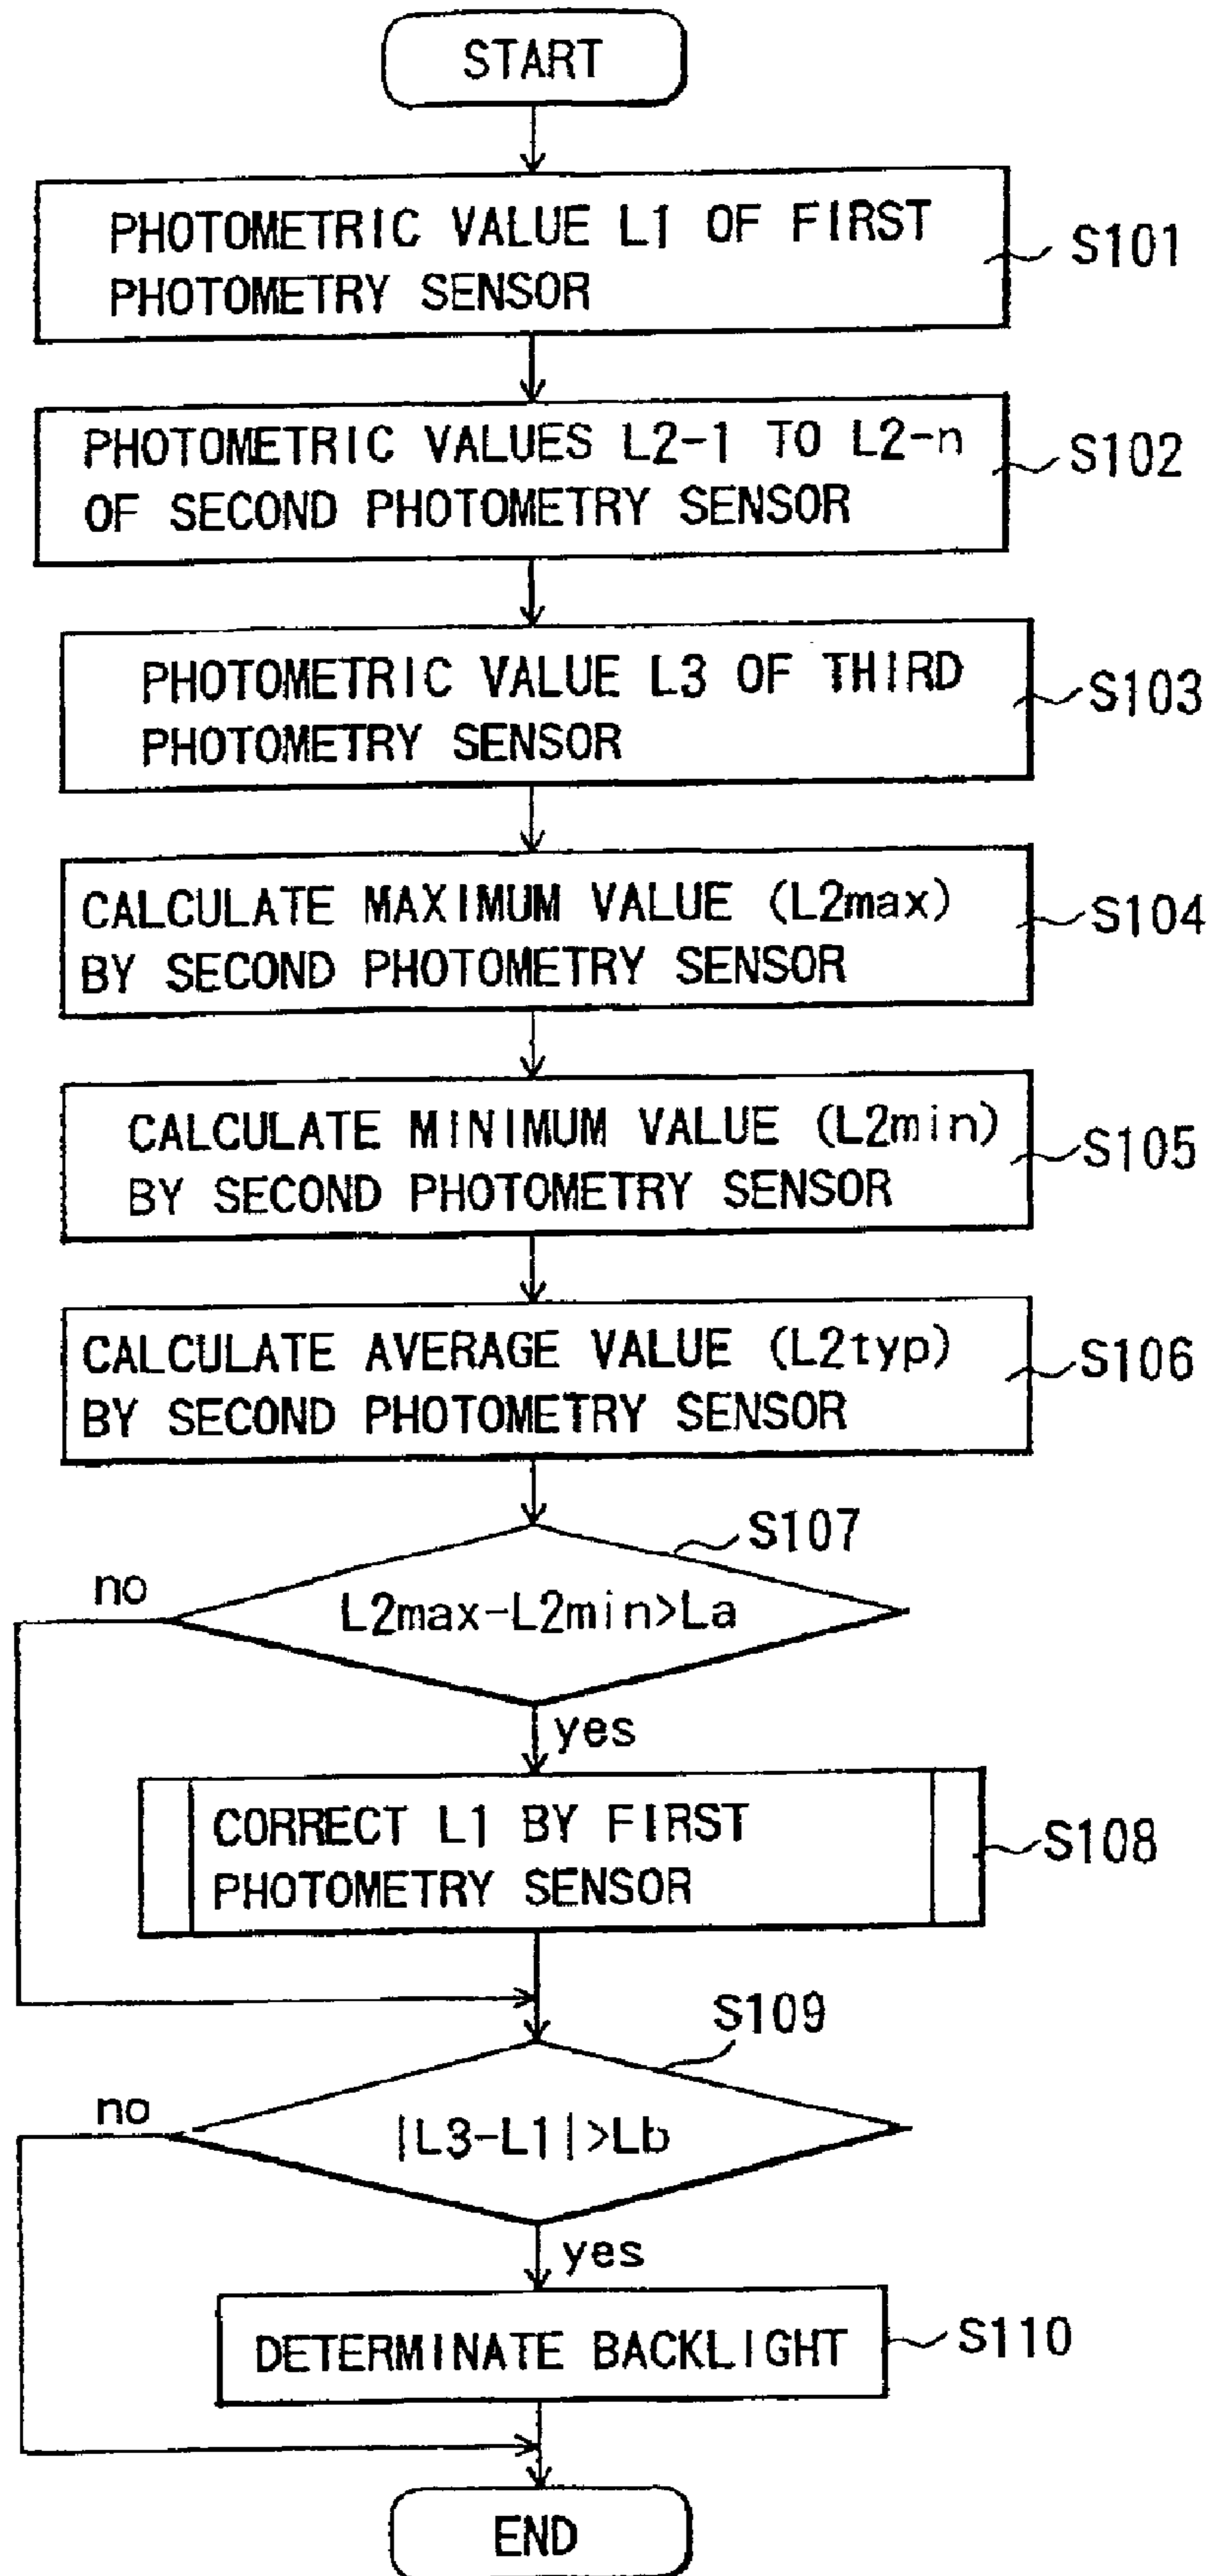 START
PHOTOMETRIC VALUE L1 OF FIRST
PHOTOMETRY SENSOR
S101
PHOTOMETRIC VALUES L2-1 TO L2-n
OF SECOND PHOTOMETRY SENSOR
S102
PHOTOMETRIC VALUE L3 OF THIRD
PHOTOMETRY SENSOR
S103
CALCULATE MAXIMUM VALUE (L2max)
BY SECOND PHOTOMETRY SENSOR
S104
CALCULATE MINIMUM VALUE (L2min)
BY SECOND PHOTOMETRY SENSOR
S105
CALCULATE AVERAGE VALUE (L2typ)
BY SECOND PHOTOMETRY SENSOR
S106
S107
no
L2max-L2min>La
yes
CORRECT L1 BY FIRST
PHOTOMETRY SENSOR
S108
S109
no
|L3-L1|>Lb
yes
DETERMINATE BACKLIGHT
S110
END